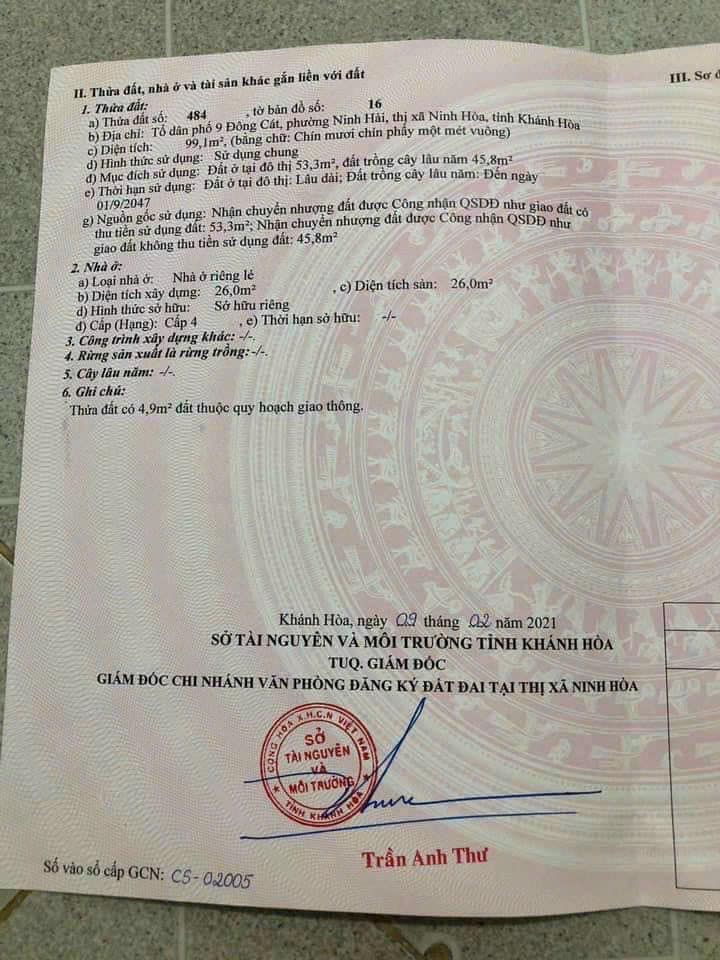 II. Thửa đất, nhà ở và tài sản khác gắn liền với đất
III. Sơ đ
1. Thửa đất:
a) Thửa đất số: 484 , tờ bản đồ số: 16
b) Địa chỉ: Tổ dân phố 9 Đông Cát, phường Ninh Hải, thị xã Ninh Hòa, tỉnh Khánh Hòa
c) Diện tích: 99,1m², (bằng chữ: Chín mươi chín phẩy một mét vuông)
d) Hình thức sử dụng: Sử dụng chung
đ) Mục đích sử dụng: Đất ở tại đô thị 53,3m², đất trồng cây lâu năm 45,8m²
e) Thời hạn sử dụng: Đất ở tại đô thị: Lâu dài; Đất trồng cây lâu năm: Đến ngày
01/9/2047
g) Nguồn gốc sử dụng: Nhận chuyển nhượng đất được Công nhận QSDĐ như giao đất có
thu tiền sử dụng đất: 53,3m²; Nhận chuyển nhượng đất được Công nhận QSDĐ như
giao đất không thu tiền sử dụng đất: 45,8m²
2. Nhà ở:
a) Loại nhà ở: Nhà ở riêng lẻ
b) Diện tích xây dựng: 26,0m² , c) Diện tích sàn: 26,0m²
d) Hình thức sở hữu: Sở hữu riêng
đ) Cấp (Hạng): Cấp 4 , e) Thời hạn sở hữu: -/-
3. Công trình xây dựng khác: -/-.
4. Rừng sản xuất là rừng trồng: -/-.
5. Cây lâu năm: -/-.
6. Ghi chú:
Thửa đất có 4,9m² đất thuộc quy hoạch giao thông.
Khánh Hòa, ngày 09 tháng 02 năm 2021
SỞ TÀI NGUYÊN VÀ MÔI TRƯỜNG TỈNH KHÁNH HÒA
TUQ. GIÁM ĐỐC
GIÁM ĐỐC CHI NHÁNH VĂN PHÒNG ĐĂNG KÝ ĐẤT ĐAI TẠI THỊ XÃ NINH HÒA
CỘNG HÒA X.H.C.N VIỆT NAM
SỞ
TÀI NGUYÊN
VÀ
MÔI TRƯỜNG
TỈNH KHÁNH HÒA
Trần Anh Thư
Số vào sổ cấp GCN: CS-02005